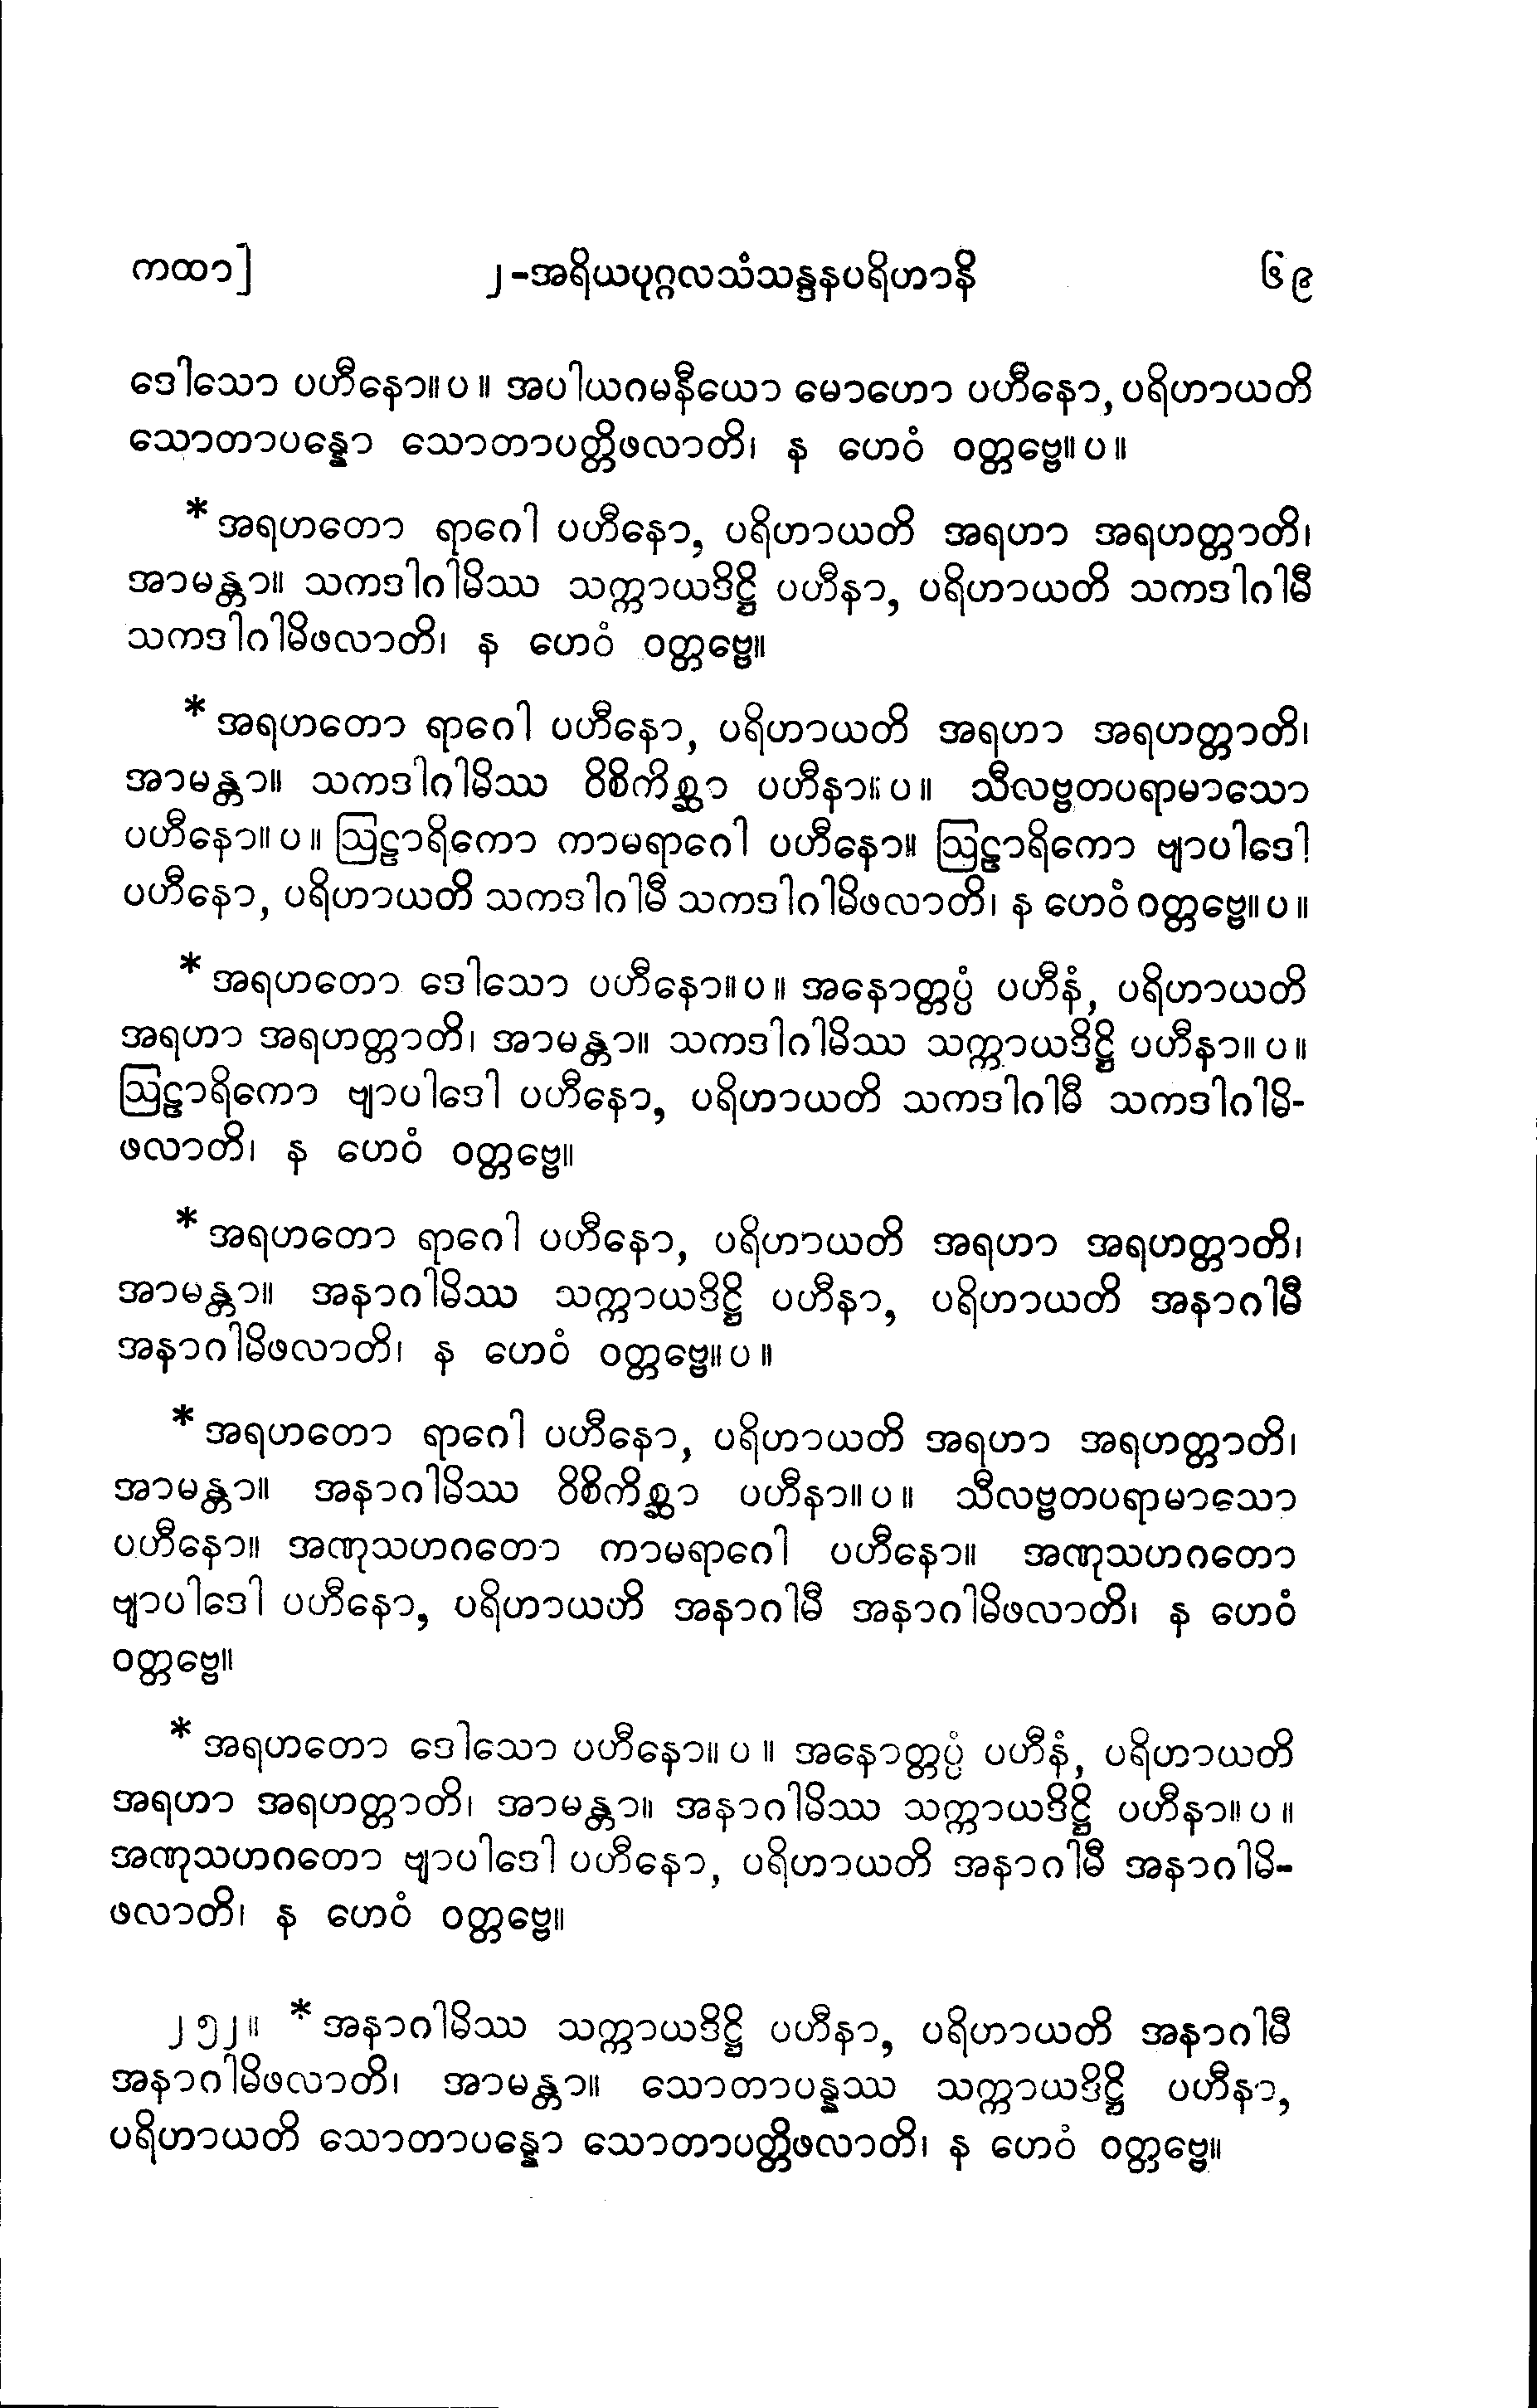 ကထာ] ၂-အရိယပုဂ္ဂလသံသန္ဒနပရိဟာနိ ၆၉
ဒေါသော ပဟီနော။ပ။ အပါယဂမနီယော မောဟော ပဟီနော, ပရိဟာယတိ
သောတာပန္နော သောတာပတ္တိဖလာတိ၊ န ဟေဝံ ဝတ္တဗ္ဗေ။ပ။
*အရဟတော ရာဂေါ ပဟီနော, ပရိဟာယတိ အရဟာ အရဟတ္တာတိ၊
အာမန္တာ။ သကဒါဂါမိဿ သက္ကာယဒိဋ္ဌိ ပဟီနာ, ပရိဟာယတိ သကဒါဂါမီ
သကဒါဂါမိဖလာတိ၊ န ဟေဝံ ဝတ္တဗ္ဗေ။
*အရဟတော ရာဂေါ ပဟီနော, ပရိဟာယတိ အရဟာ အရဟတ္တာတိ၊
အာမန္တာ။ သကဒါဂါမိဿ ဝိစိကိစ္ဆာ ပဟီနာ။ပ။ သီလဗ္ဗတပရာမာသော
ပဟီနော။ပ။ ဩဠာရိကော ကာမရာဂေါ ပဟီနော။ ဩဠာရိကော ဗျာပါဒေါ
ပဟီနော, ပရိဟာယတိ သကဒါဂါမီ သကဒါဂါမိဖလာတိ၊ န ဟေဝံ ဝတ္တဗ္ဗေ။ပ။
*အရဟတော ဒေါသော ပဟီနော။ပ။ အနောတ္တပ္ပံ ပဟီနံ, ပရိဟာယတိ
အရဟာ အရဟတ္တာတိ၊ အာမန္တာ။ သကဒါဂါမိဿ သက္ကာယဒိဋ္ဌိ ပဟီနာ။ပ။
ဩဠာရိကော ဗျာပါဒေါ ပဟီနော, ပရိဟာယတိ သကဒါဂါမီ သကဒါဂါမိ-
ဖလာတိ၊ န ဟေဝံ ဝတ္တဗ္ဗေ။
*အရဟတော ရာဂေါ ပဟီနော, ပရိဟာယတိ အရဟာ အရဟတ္တာတိ၊
အာမန္တာ။ အနာဂါမိဿ သက္ကာယဒိဋ္ဌိ ပဟီနာ, ပရိဟာယတိ အနာဂါမီ
အနာဂါမိဖလာတိ၊ န ဟေဝံ ဝတ္တဗ္ဗေ။ပ။
*အရဟတော ရာဂေါ ပဟီနော, ပရိဟာယတိ အရဟာ အရဟတ္တာတိ၊
အာမန္တာ။ အနာဂါမိဿ ဝိစိကိစ္ဆာ ပဟီနာ။ပ။ သီလဗ္ဗတပရာမာသော
ပဟီနော။ အဏုသဟဂတော ကာမရာဂေါ ပဟီနော။ အဏုသဟဂတော
ဗျာပါဒေါ ပဟီနော, ပရိဟာယတိ အနာဂါမီ အနာဂါမိဖလာတိ၊ န ဟေဝံ
ဝတ္တဗ္ဗေ။
*အရဟတော ဒေါသော ပဟီနော။ပ။ အနောတ္တပ္ပံ ပဟီနံ, ပရိဟာယတိ
အရဟာ အရဟတ္တာတိ၊ အာမန္တာ။ အနာဂါမိဿ သက္ကာယဒိဋ္ဌိ ပဟီနာ။ပ။
အဏုသဟဂတော ဗျာပါဒေါ ပဟီနော, ပရိဟာယတိ အနာဂါမီ အနာဂါမိ-
ဖလာတိ၊ န ဟေဝံ ဝတ္တဗ္ဗေ။
၂၅၂။ *အနာဂါမိဿ သက္ကာယဒိဋ္ဌိ ပဟီနာ, ပရိဟာယတိ အနာဂါမီ
အနာဂါမိဖလာတိ၊ အာမန္တာ။ သောတာပန္နဿ သက္ကာယဒိဋ္ဌိ ပဟီနာ,
ပရိဟာယတိ သောတာပန္နော သောတာပတ္တိဖလာတိ၊ န ဟေဝံ ဝတ္တဗ္ဗေ။